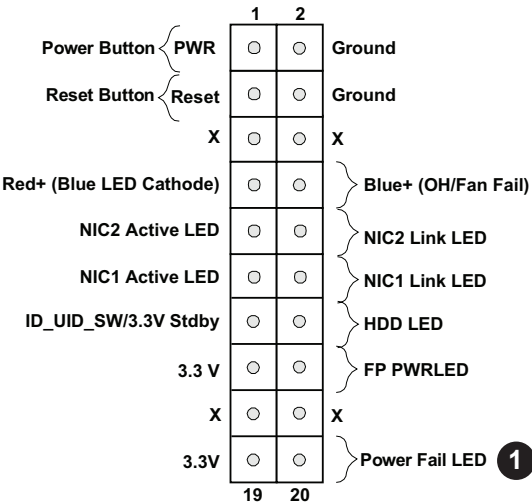 1 2
Power Button PWR Ground
Reset Button Reset Ground
X X
Red+ (Blue LED Cathode) Blue+ (OH/Fan Fail)
NIC2 Active LED NIC2 Link LED
NIC1 Active LED NIC1 Link LED
ID_UID_SW/3.3V Stdby HDD LED
3.3 V FP PWRLED
X X
3.3V Power Fail LED 1
19 20